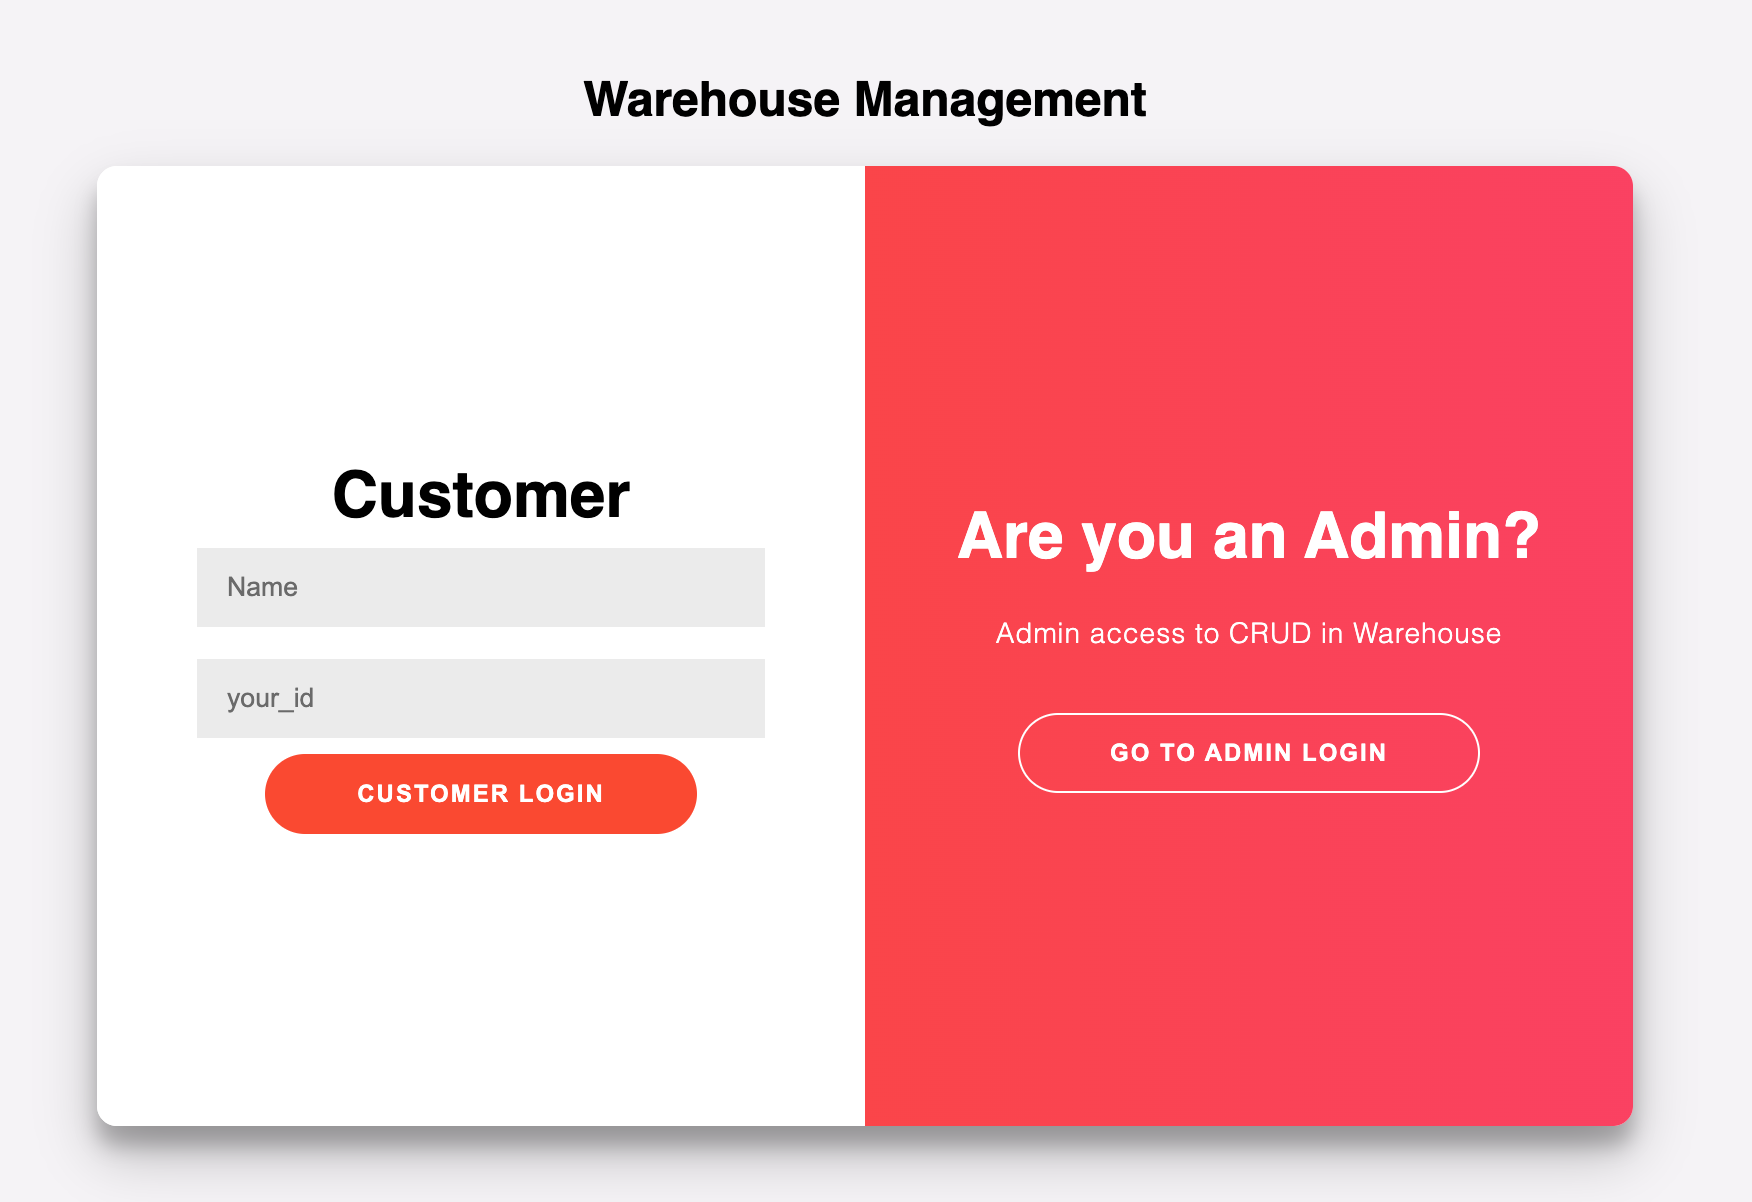 Warehouse Management
Customer
Name
your_id
CUSTOMER LOGIN
Are you an Admin?
Admin access to CRUD in Warehouse
GO TO ADMIN LOGIN